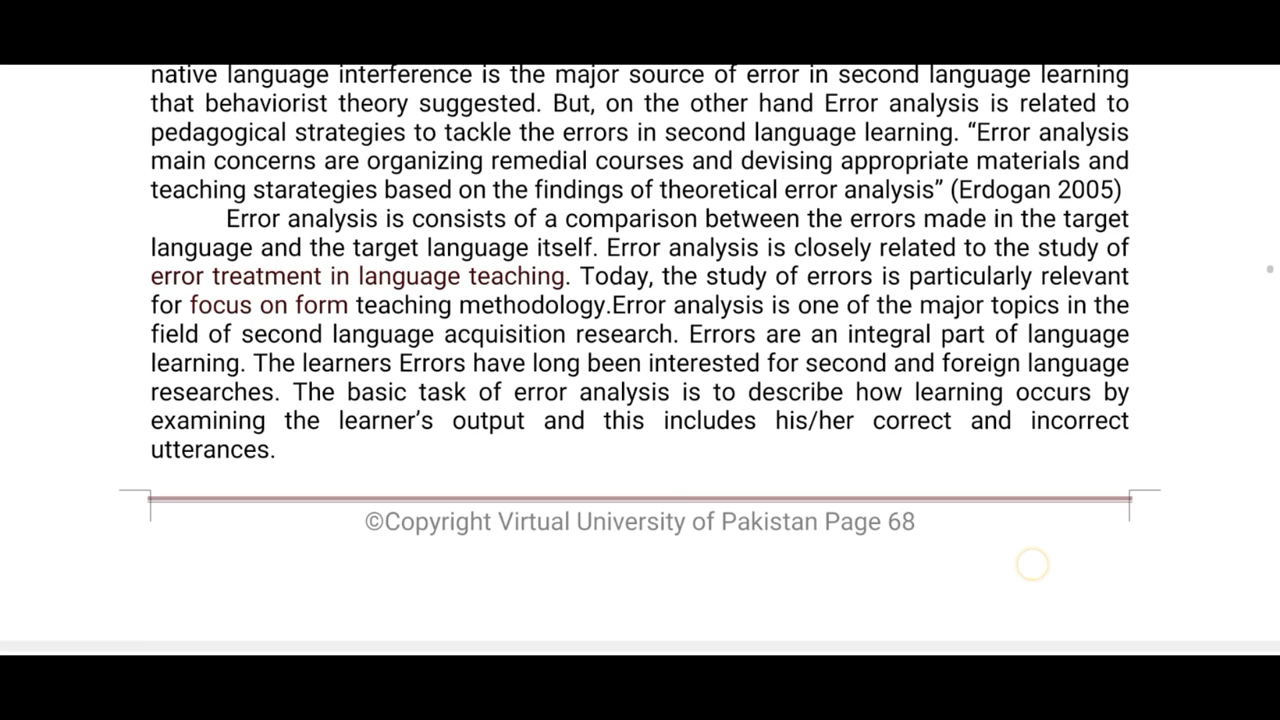 native language interference is the major source of error in second language learning
that behaviorist theory suggested. But, on the other hand Error analysis is related to
pedagogical strategies to tackle the errors in second language learning. “Error analysis
main concerns are organizing remedial courses and devising appropriate materials and
teaching starategies based on the findings of theoretical error analysis” (Erdogan 2005)
Error analysis is consists of a comparison between the errors made in the target
language and the target language itself. Error analysis is closely related to the study of
error treatment in language teaching. Today, the study of errors is particularly relevant
for focus on form teaching methodology.Error analysis is one of the major topics in the
field of second language acquisition research. Errors are an integral part of language
learning. The learners Errors have long been interested for second and foreign language
researches. The basic task of error analysis is to describe how learning occurs by
examining the learner’s output and this includes his/her correct and incorrect
utterances.
©Copyright Virtual University of Pakistan Page 68